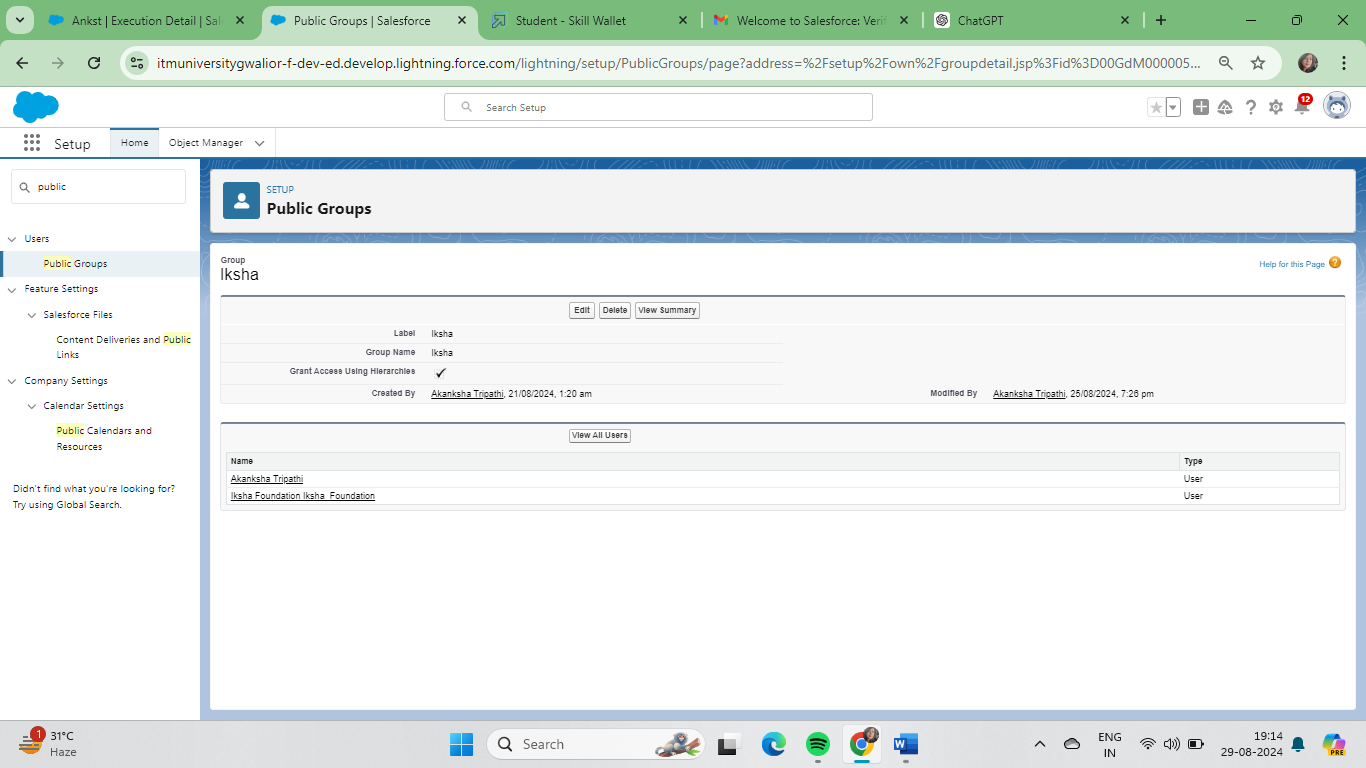 Ankst | Execution Detail | Sal
Public Groups | Salesforce
Student - Skill Wallet
Welcome to Salesforce: Verif
ChatGPT
itmuniversitygwalior-f-dev-ed.develop.lightning.force.com/lightning/setup/PublicGroups/page?address=%2Fsetup%2Fown%2Fgroupdetail.jsp%3Fid%3D00GdM000005...
Search Setup
12
Setup
Home
Object Manager
public
Users
Public Groups
Feature Settings
Salesforce Files
Content Deliveries and Public
Links
Company Settings
Calendar Settings
Public Calendars and
Resources
Didn't find what you're looking for?
Try using Global Search.
SETUP
Public Groups
Group
Iksha
Help for this Page
Edit
Delete
View Summary
Label Iksha
Group Name Iksha
Grant Access Using Hierarchies
Created By Akanksha Tripathi, 21/08/2024, 1:20 am
Modified By Akanksha Tripathi, 25/08/2024, 7:26 pm
View All Users
Name Type
Akanksha Tripathi User
Iksha Foundation Iksha_Foundation User
1
31°C
Haze
Search
ENG
IN
19:14
29-08-2024
PRE